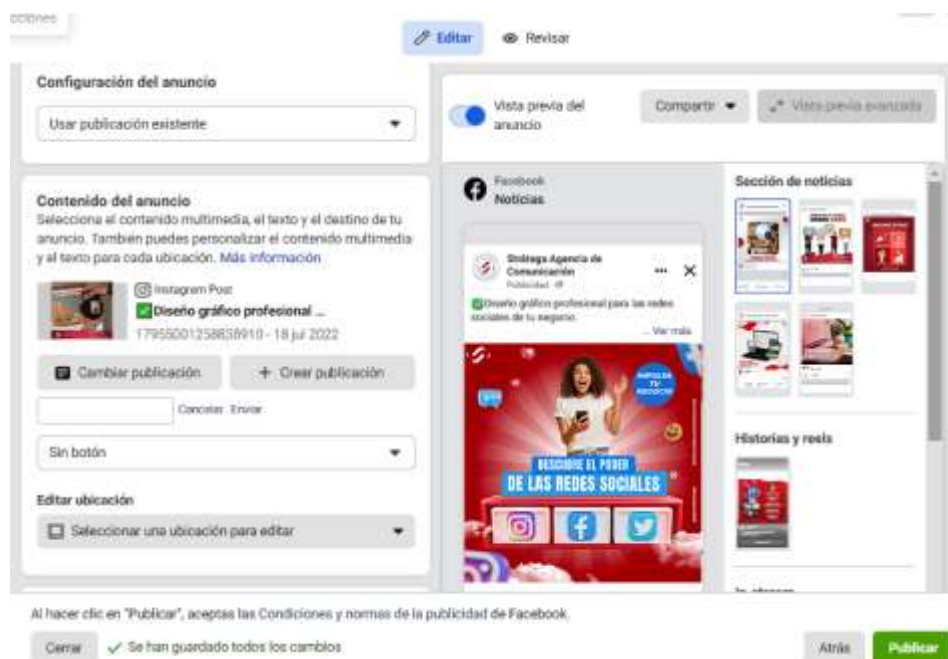 cciones
Editar
Revisar
Configuración del anuncio
Usar publicación existente
Contenido del anuncio
Selecciona el contenido multimedia, el texto y el destino de tu
anuncio. También puedes personalizar el contenido multimedia
y el texto para cada ubicación. Más información
Instagram Post
Diseño gráfico profesional ...
17955001258838910 - 18 jul 2022
Cambiar publicación
+ Crear publicación
Cancelar Enviar
Sin botón
Editar ubicación
Seleccionar una ubicación para editar
Vista previa del
anuncio
Compartir
Vista previa avanzada
Facebook
Noticias
Agencia de
Comunicación
Publicidad
Diseño gráfico profesional para las redes
sociales de tu negocio.
... Ver más
IMPULSA
TU
NEGOCIO
DESCUBRE EL PODER
DE LAS REDES SOCIALES
Sección de noticias
Historias y reels
Al hacer clic en "Publicar", aceptas las Condiciones y normas de la publicidad de Facebook.
Cerrar
Se han guardado todos los cambios
Atrás
Publicar